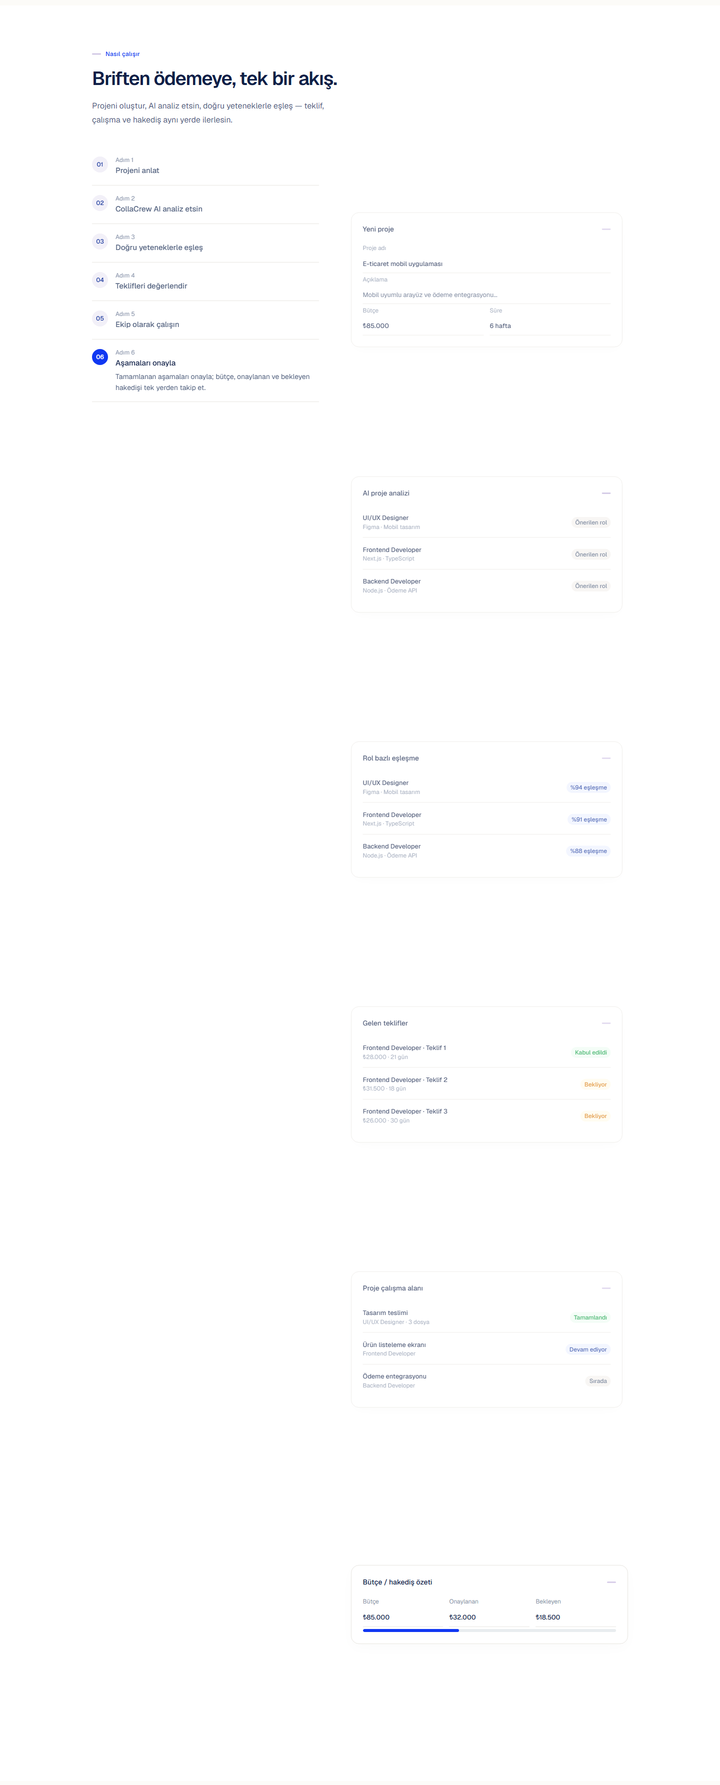 Nasıl çalışır
Briften ödemeye, tek bir akış.
Projeni oluştur, AI analiz etsin, doğru yeteneklerle eşleş — teklif,
çalışma ve hakediş aynı yerde ilerlesin.
01
Adım 1
Projeni anlat
02
Adım 2
CollaCrew AI analiz etsin
03
Adım 3
Doğru yeteneklerle eşleş
04
Adım 4
Teklifleri değerlendir
05
Adım 5
Ekip olarak çalışın
06
Adım 6
Aşamaları onayla
Tamamlanan aşamaları onayla; bütçe, onaylanan ve bekleyen
hakedişi tek yerden takip et.
Yeni proje
Proje adı
E-ticaret mobil uygulaması
Açıklama
Mobil uyumlu arayüz ve ödeme entegrasyonu…
Bütçe
Süre
₺85.000
6 hafta
AI proje analizi
UI/UX Designer
Figma · Mobil tasarım
Önerilen rol
Frontend Developer
Next.js · TypeScript
Önerilen rol
Backend Developer
Node.js · Ödeme API
Önerilen rol
Rol bazlı eşleşme
UI/UX Designer
Figma · Mobil tasarım
%94 eşleşme
Frontend Developer
Next.js · TypeScript
%91 eşleşme
Backend Developer
Node.js · Ödeme API
%88 eşleşme
Gelen teklifler
Frontend Developer · Teklif 1
₺28.000 · 21 gün
Kabul edildi
Frontend Developer · Teklif 2
₺31.500 · 18 gün
Bekliyor
Frontend Developer · Teklif 3
₺26.000 · 30 gün
Bekliyor
Proje çalışma alanı
Tasarım teslimi
UI/UX Designer · 3 dosya
Tamamlandı
Ürün listeleme ekranı
Frontend Developer
Devam ediyor
Ödeme entegrasyonu
Backend Developer
Sırada
Bütçe / hakediş özeti
Bütçe
Onaylanan
Bekleyen
₺85.000
₺32.000
₺18.500